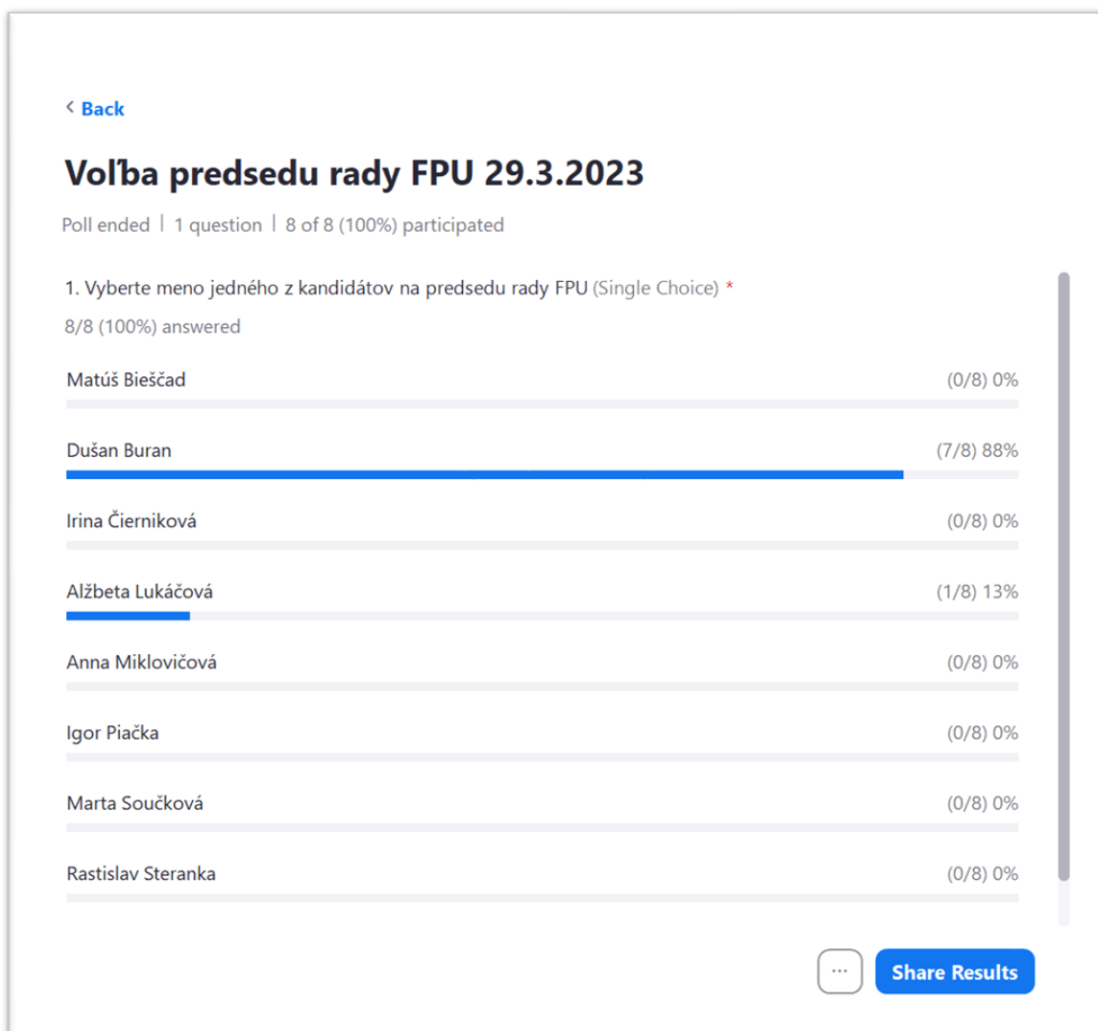 < Back
Voľba predsedu rady FPU 29.3.2023
Poll ended | 1 question | 8 of 8 (100%) participated
1. Vyberte meno jedného z kandidátov na predsedu rady FPU (Single Choice) *
8/8 (100%) answered
Matúš Bieščad (0/8) 0%
Dušan Buran (7/8) 88%
Irina Čierniková (0/8) 0%
Alžbeta Lukáčová (1/8) 13%
Anna Miklovičová (0/8) 0%
Igor Piačka (0/8) 0%
Marta Součková (0/8) 0%
Rastislav Steranka (0/8) 0%
... Share Results